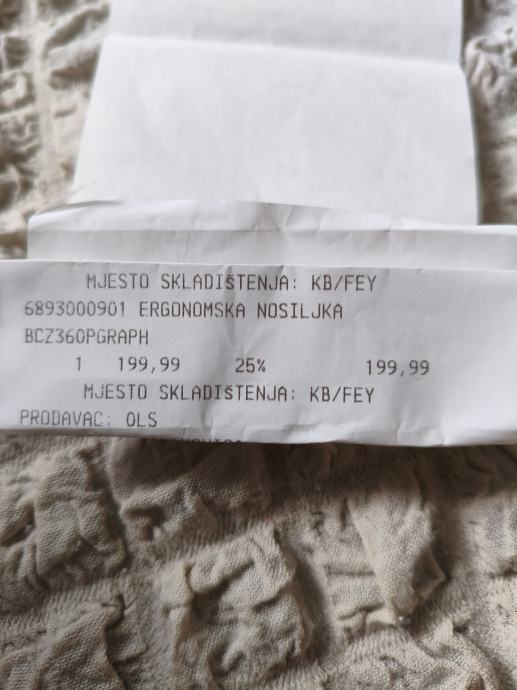 MJESTO SKLADIŠTENJA: KB/FEY
6893000901 ERGONOMSKA NOSILJKA
BCZ360PGRAPH
1 199,99 25% 199,99
MJESTO SKLADIŠTENJA: KB/FEY
PRODAVAC: OLS